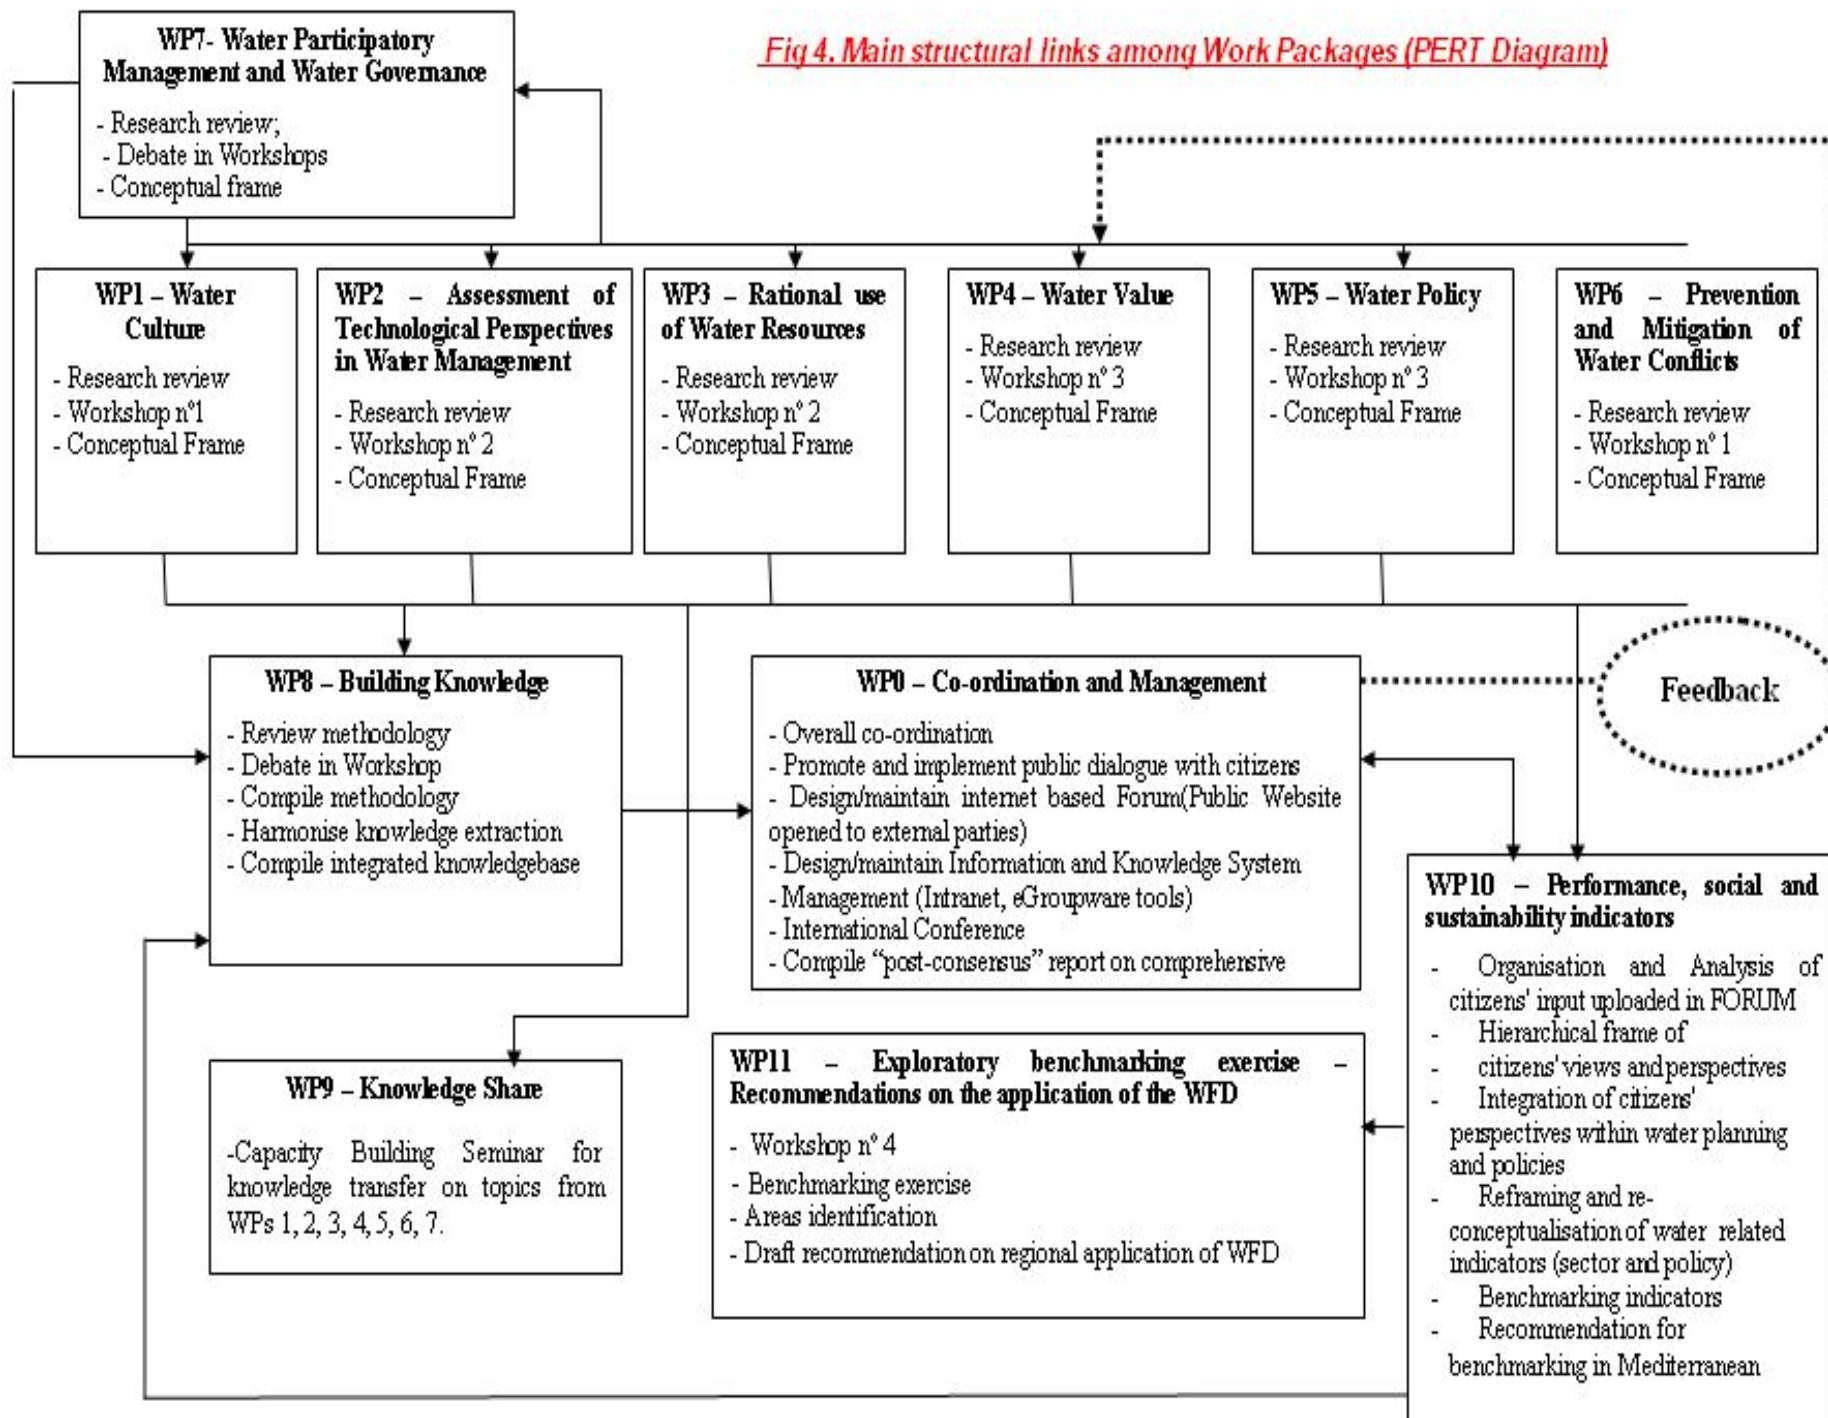 Fig 4. Main structural links among Work Packages (PERT Diagram)
WP7- Water Participatory
Management and Water Governance
- Research review;
- Debate in Workshops
- Conceptual frame
WP1 – Water
Culture
- Research review
- Workshop nº1
- Conceptual Frame
WP2 – Assessment of
Technological Perspectives
in Water Management
- Research review
- Workshop nº 2
- Conceptual Frame
WP3 – Rational use
of Water Resources
- Research review
- Workshop nº 2
- Conceptual Frame
WP4 – Water Value
- Research review
- Workshop nº 3
- Conceptual Frame
WP5 – Water Policy
- Research review
- Workshop nº 3
- Conceptual Frame
WP6 – Prevention
and Mitigation of
Water Conflicts
- Research review
- Workshop nº 1
- Conceptual Frame
WP8 – Building Knowledge
- Review methodology
- Debate in Workshop
- Compile methodology
- Harmonise knowledge extraction
- Compile integrated knowledgebase
WP0 – Co-ordination and Management
- Overall co-ordination
- Promote and implement public dialogue with citizens
- Design/maintain internet based Forum(Public Website
opened to external parties)
- Design/maintain Information and Knowledge System
- Management (Intranet, eGroupware tools)
- International Conference
- Compile “post-consensus” report on comprehensive
Feedback
WP9 – Knowledge Share
-Capacity Building Seminar for
knowledge transfer on topics from
WPs 1, 2, 3, 4, 5, 6, 7.
WP11 – Exploratory benchmarking exercise –
Recommendations on the application of the WFD
- Workshop nº 4
- Benchmarking exercise
- Areas identification
- Draft recommendation on regional application of WFD
WP10 – Performance, social and
sustainability indicators
- Organisation and Analysis of
citizens' input uploaded in FORUM
- Hierarchical frame of
- citizens' views and perspectives
- Integration of citizens'
perspectives within water planning
and policies
- Reframing and re-
conceptualisation of water related
indicators (sector and policy)
- Benchmarking indicators
- Recommendation for
benchmarking in Mediterranean